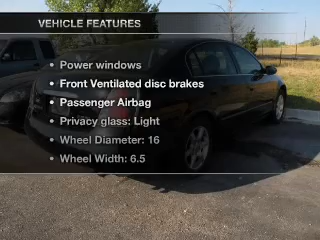 VEHICLE FEATURES
• Power windows
• Front Ventilated disc brakes
• Passenger Airbag
• Privacy glass: Light
• Wheel Diameter: 16
• Wheel Width: 6.5